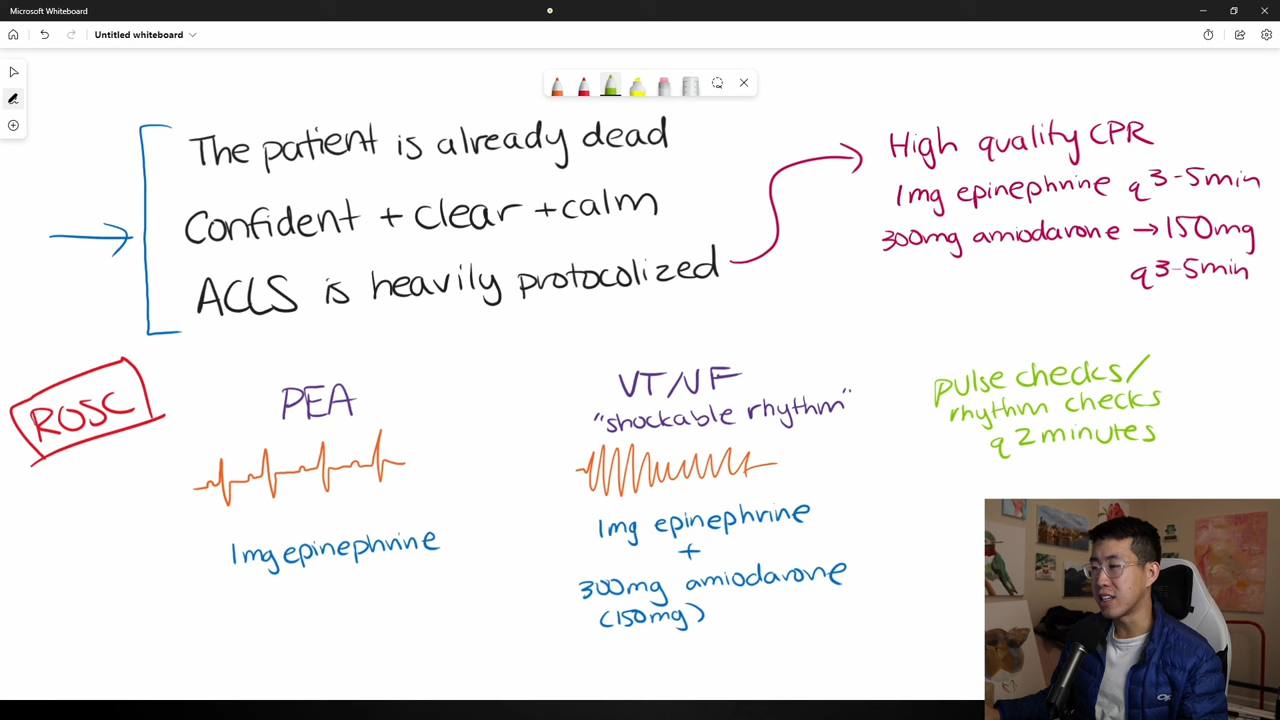 Microsoft Whiteboard
Untitled whiteboard
The patient is already dead
Confident + clear + calm
ACLS is heavily protocolized
High quality CPR
1mg epinephrine q3-5min
300mg amiodarone → 150mg
q3-5min
ROSC
PEA
1mg epinephrine
VT/VF
"shockable rhythm"
1mg epinephrine
+
300mg amiodarone
(150mg)
pulse checks/
rhythm checks
q 2 minutes